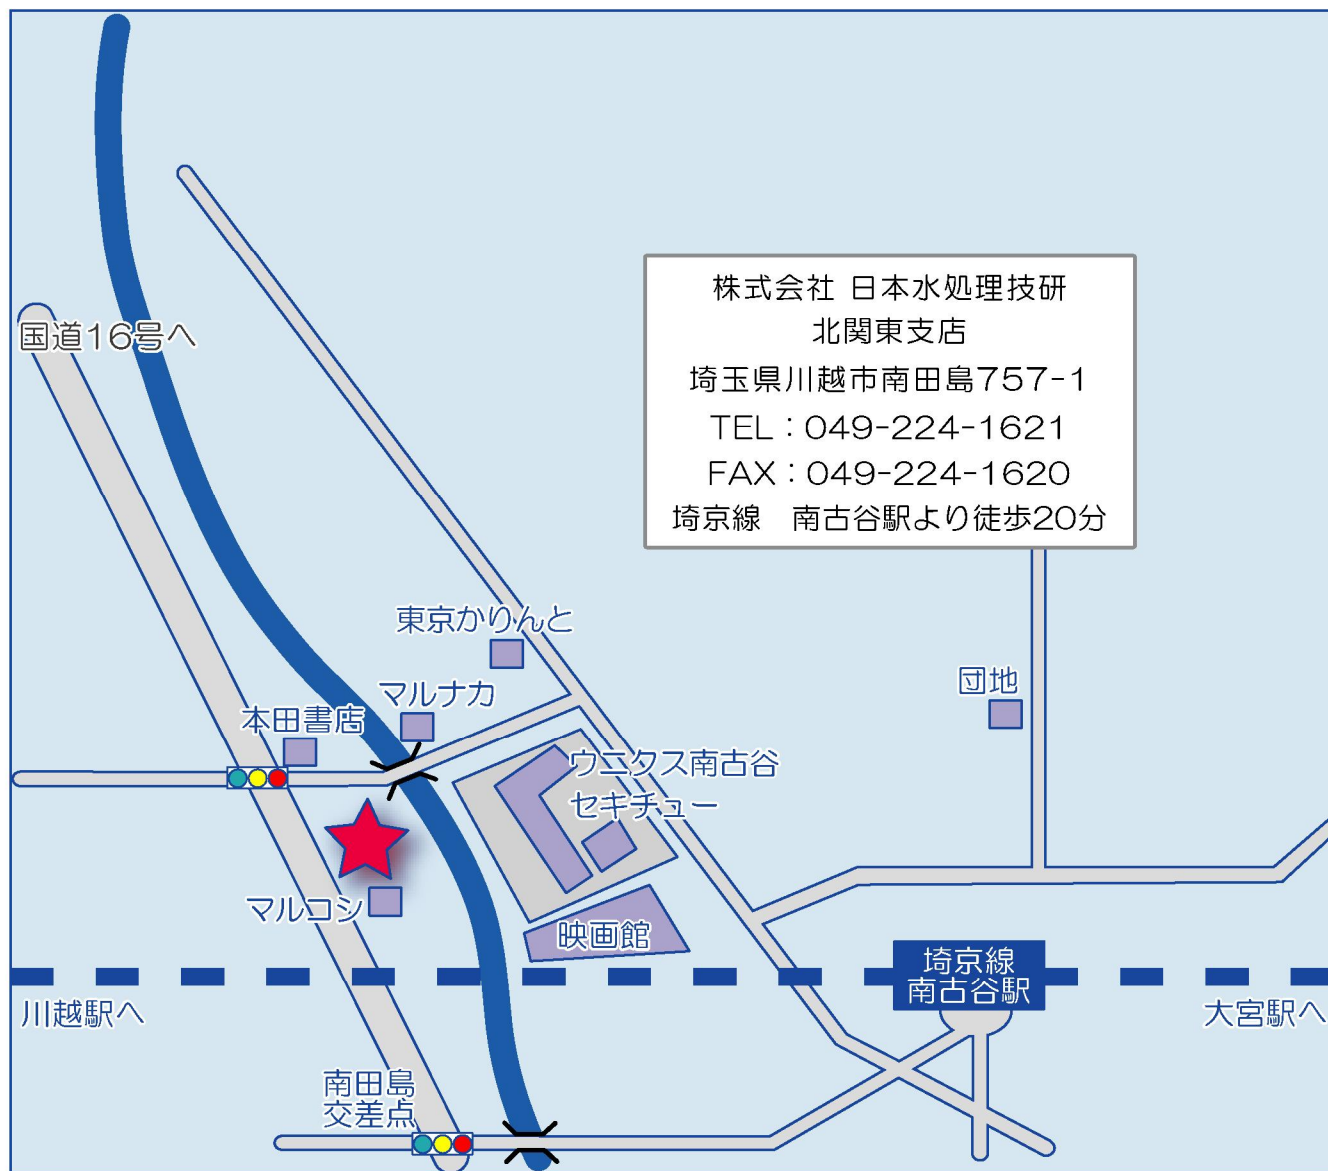 株式会社 日本水処理技研
北関東支店
埼玉県川越市南田島757-1
TEL：049-224-1621
FAX：049-224-1620
埼京線　南古谷駅より徒歩20分
国道16号へ
東京かりんと
マルナカ
本田書店
団地
ウニクス南古谷
セキチュー
マルコシ
映画館
埼京線
南古谷駅
川越駅へ
大宮駅へ
南田島
交差点